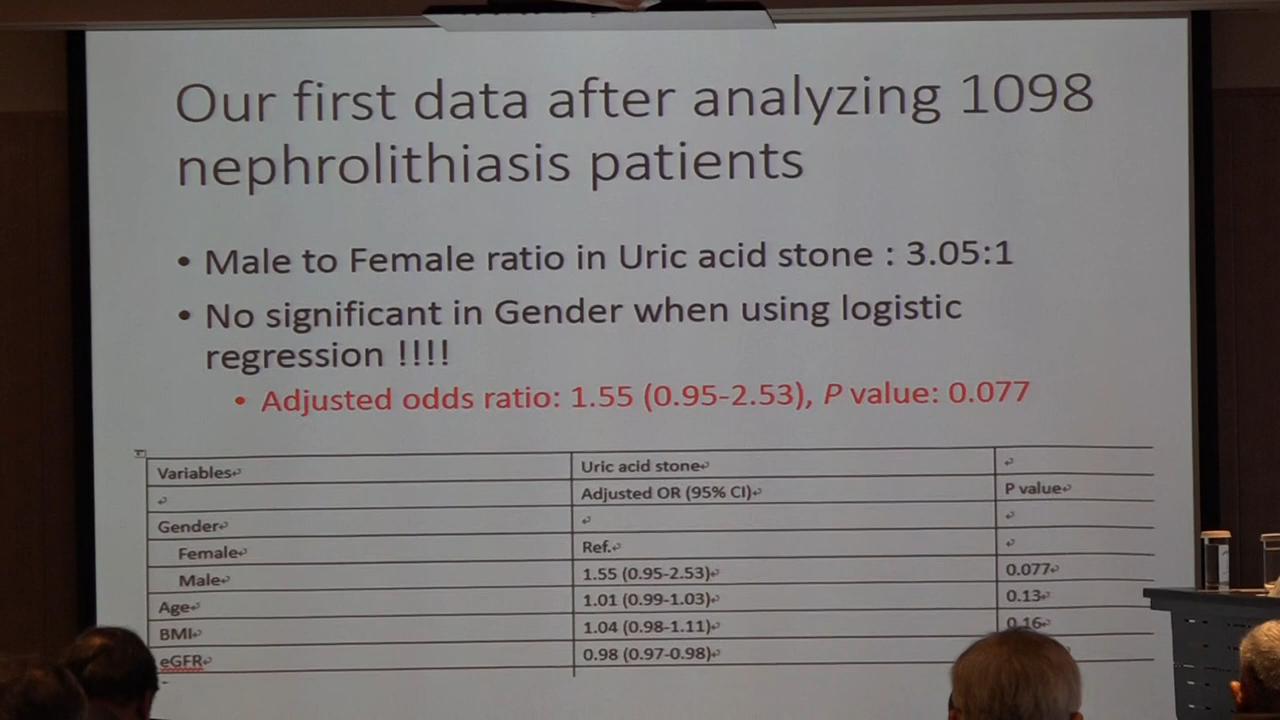 Our first data after analyzing 1098
nephrolithiasis patients
• Male to Female ratio in Uric acid stone : 3.05:1
• No significant in Gender when using logistic
regression !!!!
• Adjusted odds ratio: 1.55 (0.95-2.53), P value: 0.077
Variables Uric acid stone
Adjusted OR (95% CI) P value
Gender
Female Ref.
Male 1.55 (0.95-2.53) 0.077
Age 1.01 (0.99-1.03) 0.13
BMI 1.04 (0.98-1.11) 0.16
eGFR 0.98 (0.97-0.98)